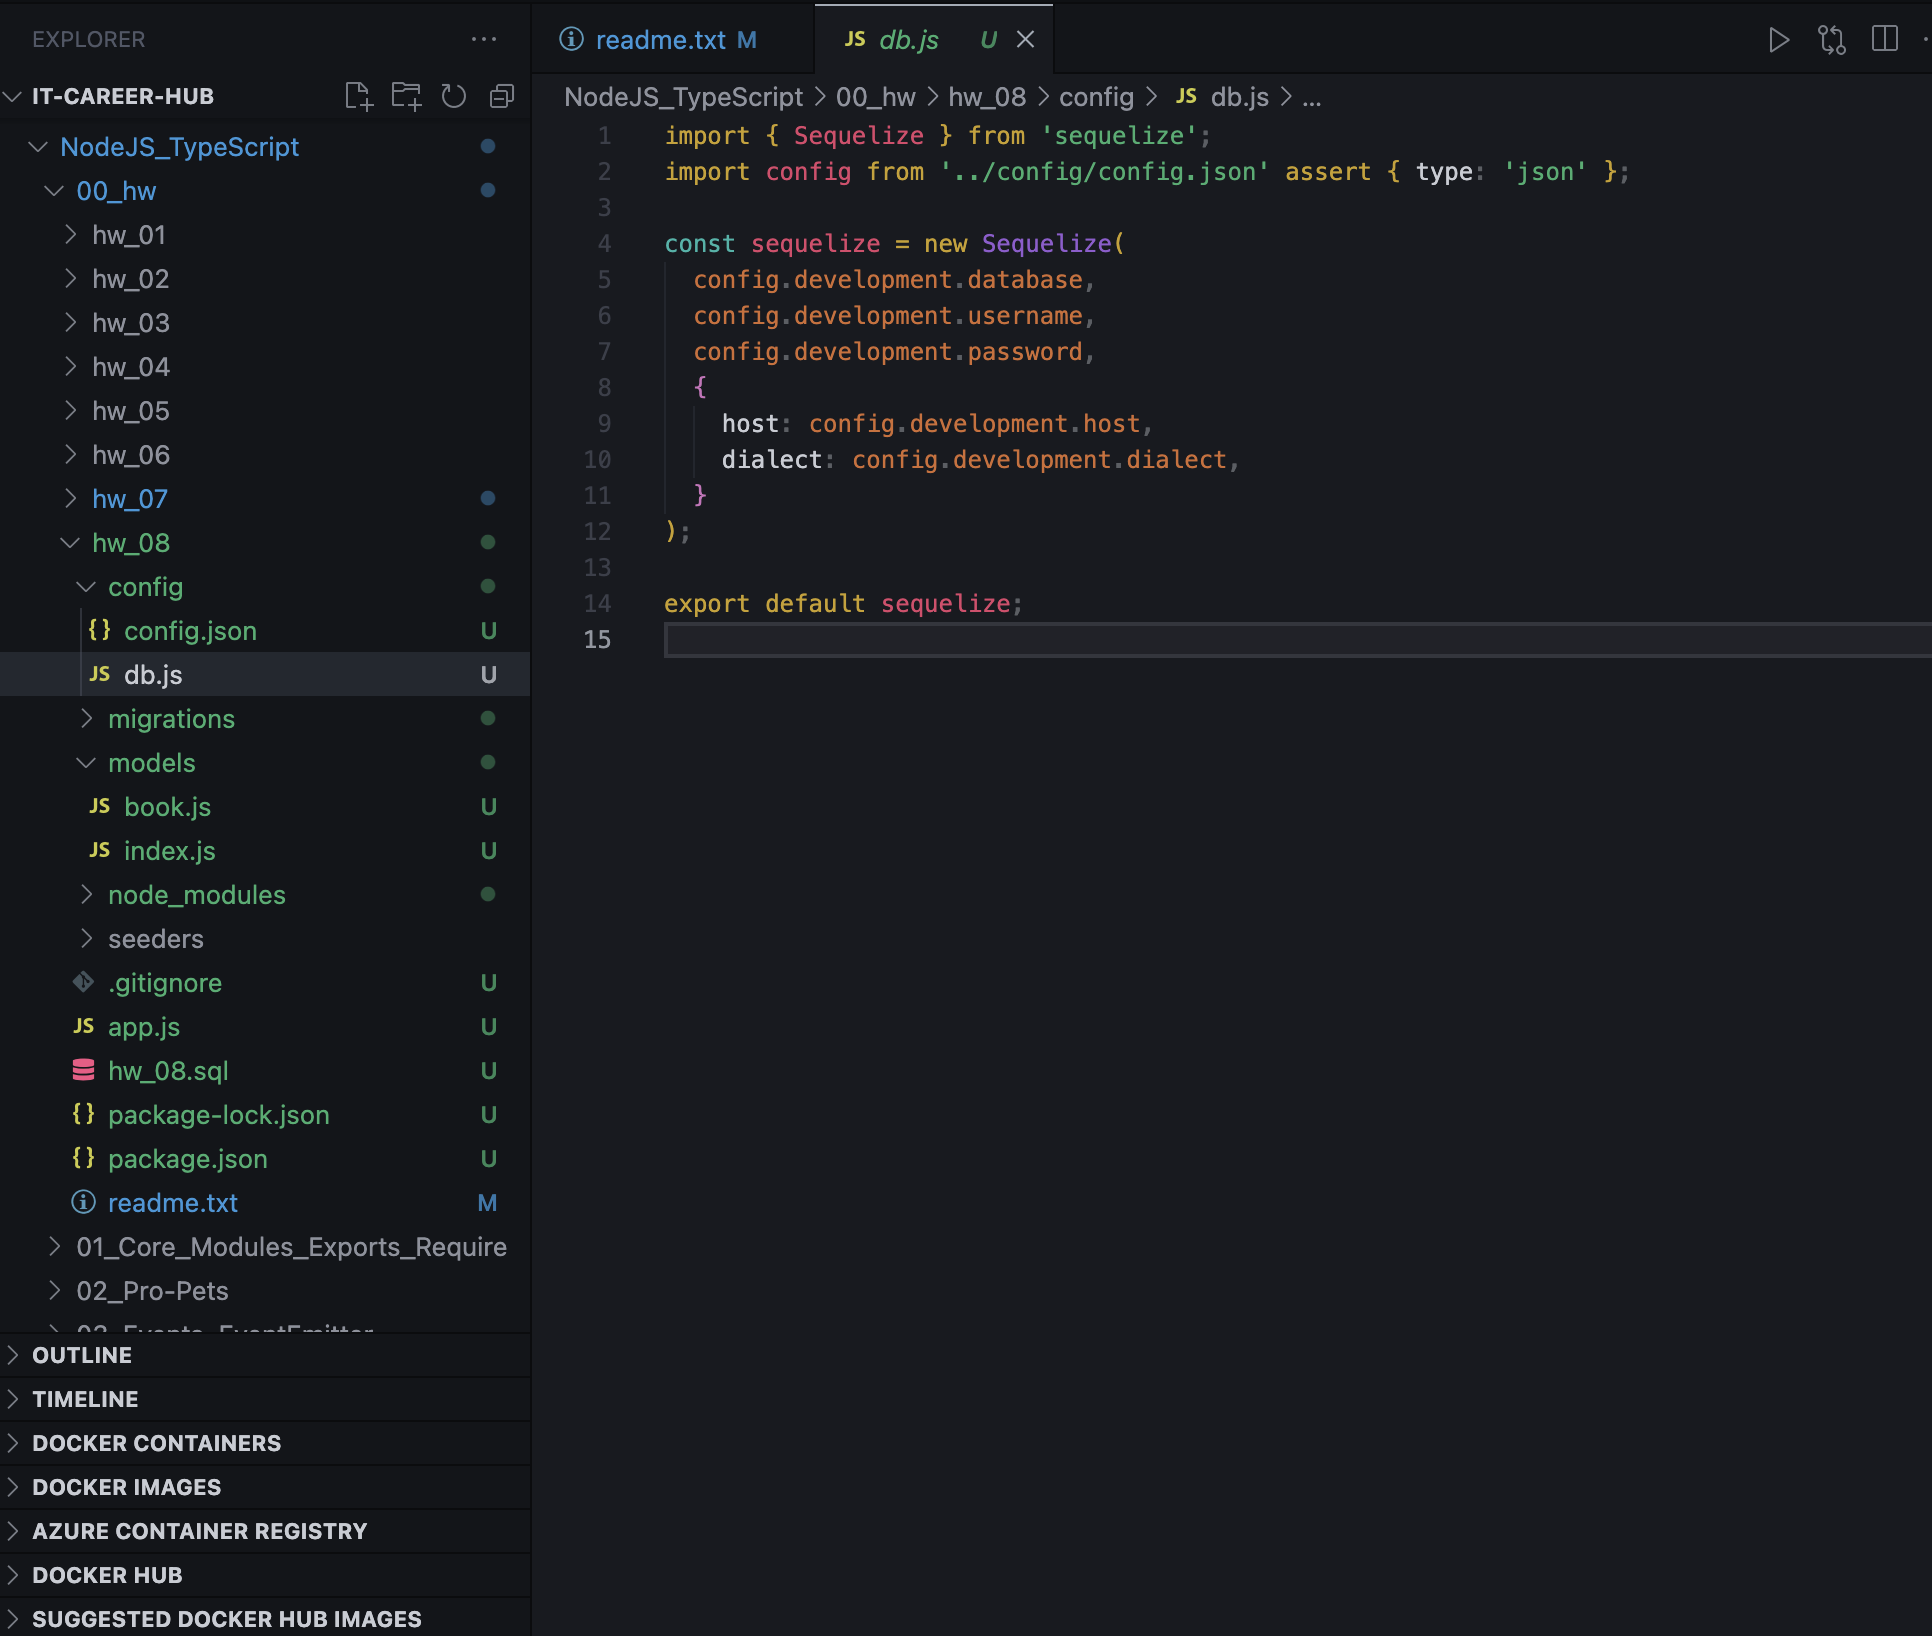 EXPLORER
IT-CAREER-HUB
NodeJS_TypeScript
00_hw
hw_01
hw_02
hw_03
hw_04
hw_05
hw_06
hw_07
hw_08
config
{} config.json U
JS db.js U
migrations
models
JS book.js U
JS index.js U
node_modules
seeders
.gitignore U
JS app.js U
hw_08.sql U
{} package-lock.json U
{} package.json U
readme.txt M
01_Core_Modules_Exports_Require
02_Pro-Pets
03_Events_EventEmitter
OUTLINE
TIMELINE
DOCKER CONTAINERS
DOCKER IMAGES
AZURE CONTAINER REGISTRY
DOCKER HUB
SUGGESTED DOCKER HUB IMAGES
readme.txt M
JS db.js U
NodeJS_TypeScript > 00_hw > hw_08 > config > JS db.js > ...
1 import { Sequelize } from 'sequelize';
2 import config from '../config/config.json' assert { type: 'json' };
3
4 const sequelize = new Sequelize(
5 config.development.database,
6 config.development.username,
7 config.development.password,
8 {
9 host: config.development.host,
10 dialect: config.development.dialect,
11 }
12 );
13
14 export default sequelize;
15